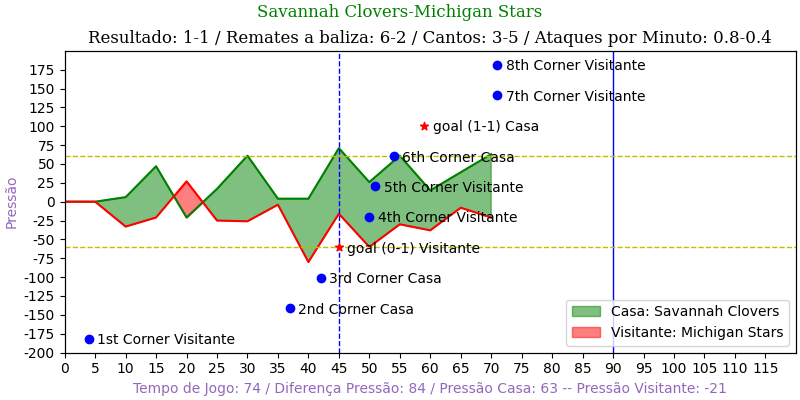 Savannah Clovers-Michigan Stars
Resultado: 1-1 / Remates a baliza: 6-2 / Cantos: 3-5 / Ataques por Minuto: 0.8-0.4
Pressão
175
150
125
100
75
50
25
0
-25
-50
-75
-100
-125
-150
-175
-200
8th Corner Visitante
7th Corner Visitante
goal (1-1) Casa
6th Corner Casa
5th Corner Visitante
4th Corner Visitante
goal (0-1) Visitante
3rd Corner Casa
2nd Corner Casa
1st Corner Visitante
Casa: Savannah Clovers
Visitante: Michigan Stars
0 5 10 15 20 25 30 35 40 45 50 55 60 65 70 75 80 85 90 95 100 105 110 115
Tempo de Jogo: 74 / Diferença Pressão: 84 / Pressão Casa: 63 -- Pressão Visitante: -21